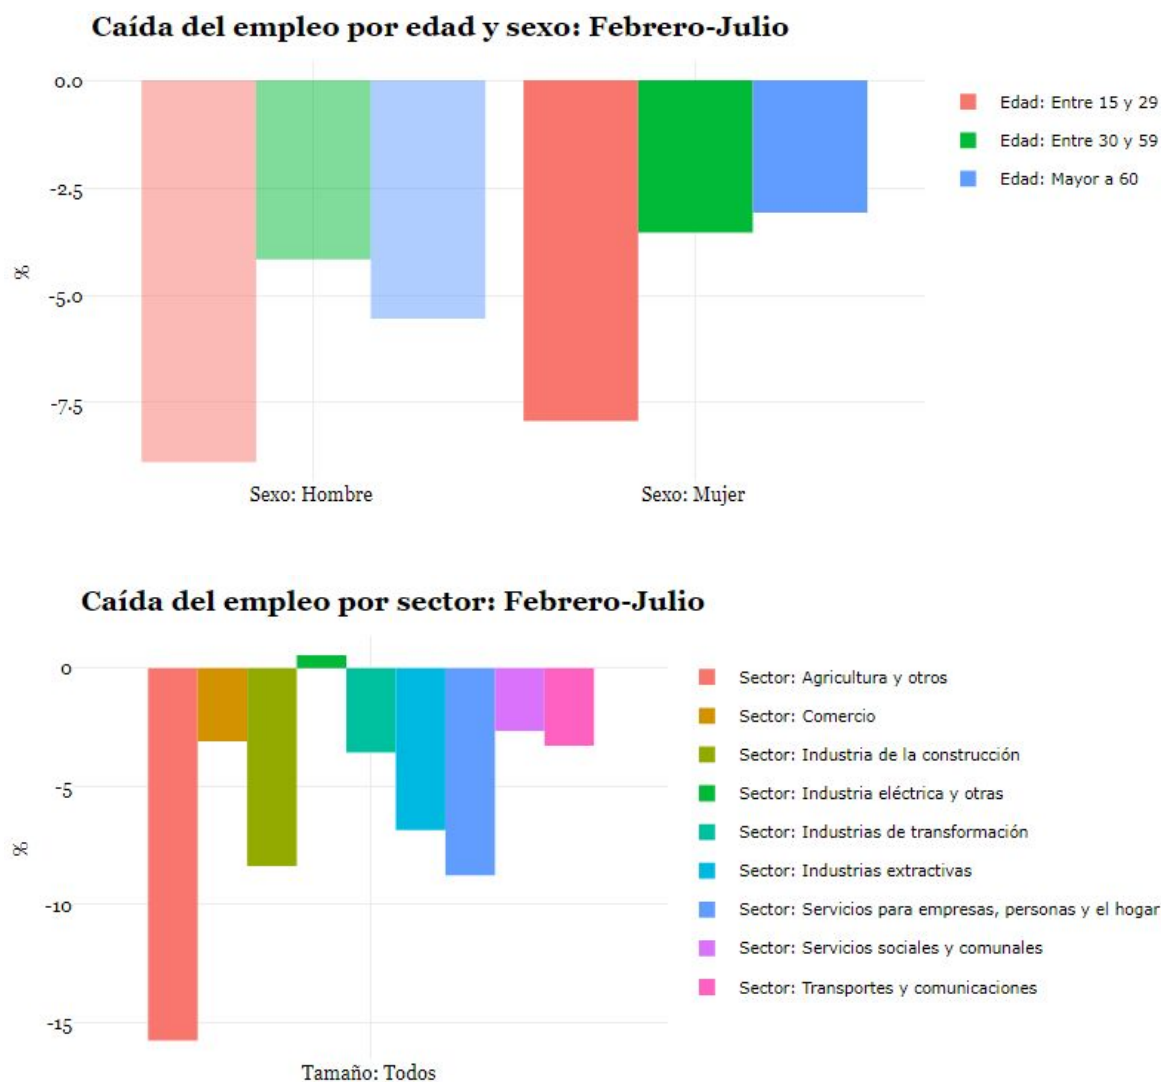 Caída del empleo por edad y sexo: Febrero-Julio
0.0
-2.5
-5.0
-7.5
%
Sexo: Hombre
Sexo: Mujer
Edad: Entre 15 y 29
Edad: Entre 30 y 59
Edad: Mayor a 60
Caída del empleo por sector: Febrero-Julio
0
-5
-10
-15
%
Tamaño: Todos
Sector: Agricultura y otros
Sector: Comercio
Sector: Industria de la construcción
Sector: Industria eléctrica y otras
Sector: Industrias de transformación
Sector: Industrias extractivas
Sector: Servicios para empresas, personas y el hogar
Sector: Servicios sociales y comunales
Sector: Transportes y comunicaciones